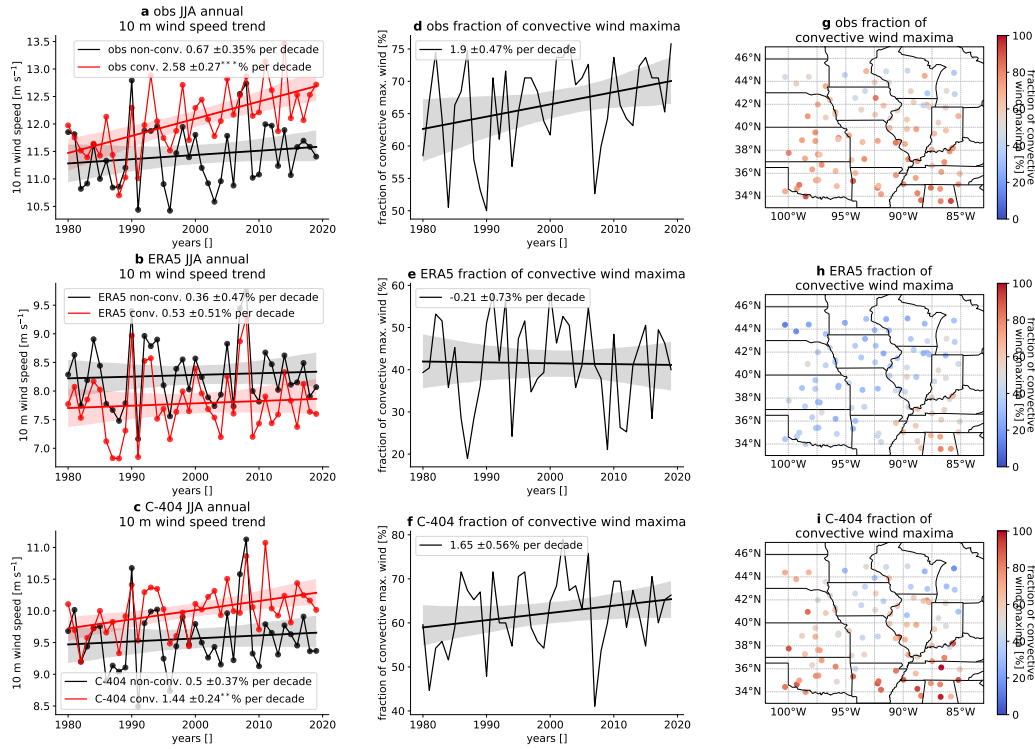 a obs JJA annual
10 m wind speed trend
13.5
13.0
12.5
12.0
11.5
11.0
10.5
10 m wind speed [m s⁻¹]
obs non-conv. 0.67 ±0.35% per decade
obs conv. 2.58 ±0.27***% per decade
1980 1990 2000 2010 2020
years []
d obs fraction of convective wind maxima
75
70
65
60
55
50
fraction of convective max. wind [%]
1.9 ±0.47% per decade
1980 1990 2000 2010 2020
years []
g obs fraction of
convective wind maxima
46°N
44°N
42°N
40°N
38°N
36°N
34°N
100°W 95°W 90°W 85°W
100
80
60
40
20
0
fraction of
convective
maxima [%]
b ERA5 JJA annual
10 m wind speed trend
9.5
9.0
8.5
8.0
7.5
7.0
10 m wind speed [m s⁻¹]
ERA5 non-conv. 0.36 ±0.47% per decade
ERA5 conv. 0.53 ±0.51% per decade
1980 1990 2000 2010 2020
years []
e ERA5 fraction of convective wind maxima
60
50
40
30
20
fraction of convective max. wind [%]
-0.21 ±0.73% per decade
1980 1990 2000 2010 2020
years []
h ERA5 fraction of
convective wind maxima
46°N
44°N
42°N
40°N
38°N
36°N
34°N
100°W 95°W 90°W 85°W
100
80
60
40
20
0
fraction of
convective
maxima [%]
c C-404 JJA annual
10 m wind speed trend
11.0
10.5
10.0
9.5
9.0
8.5
10 m wind speed [m s⁻¹]
C-404 non-conv. 0.5 ±0.37% per decade
C-404 conv. 1.44 ±0.24**% per decade
1980 1990 2000 2010 2020
years []
f C-404 fraction of convective wind maxima
80
70
60
50
40
fraction of convective max. wind [%]
1.65 ±0.56% per decade
1980 1990 2000 2010 2020
years []
i C-404 fraction of
convective wind maxima
46°N
44°N
42°N
40°N
38°N
36°N
34°N
100°W 95°W 90°W 85°W
100
80
60
40
20
0
fraction of
convective
maxima [%]